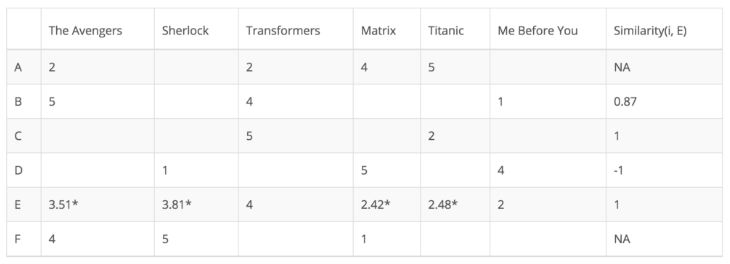 The Avengers Sherlock Transformers Matrix Titanic Me Before You Similarity(i, E)
A 2 2 4 5 NA
B 5 4 1 0.87
C 5 2 1
D 1 5 4 -1
E 3.51* 3.81* 4 2.42* 2.48* 2 1
F 4 5 1 NA